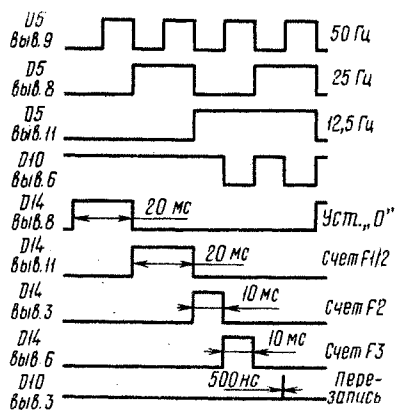 D5
Выв.9
50 Гц
D5
Выв.8
25 Гц
D5
Выв.11
12,5 Гц
D10
Выв.6
D14
Выв.8
20 мс
Уст. „0"
D14
Выв.11
20 мс
Счет F1/2
D14
Выв.3
10 мс
Счет F2
D14
Выв.6
10 мс
Счет F3
D10
Выв.3
500 нс
Пере-
запись